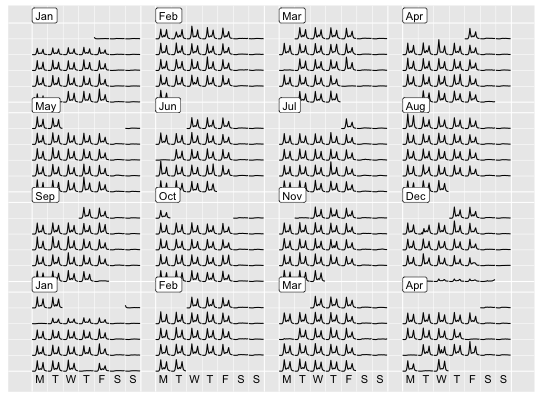 Jan Feb Mar Apr
May Jun Jul Aug
Sep Oct Nov Dec
Jan Feb Mar Apr
M T W T F S S M T W T F S S M T W T F S S M T W T F S S